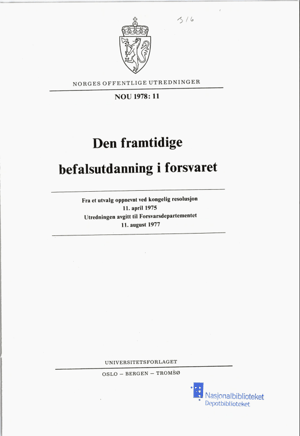 NORGES OFFENTLIGE UTREDNINGER
NOU 1978: 11
Den framtidige
befalsutdanning i forsvaret
Fra et utvalg oppnevnt ved kongelig resolusjon
11. april 1975
Utredningen avgitt til Forsvarsdepartementet
11. august 1977
UNIVERSITETSFORLAGET
OSLO – BERGEN – TROMSØ
Nasjonalbiblioteket
Depotbiblioteket